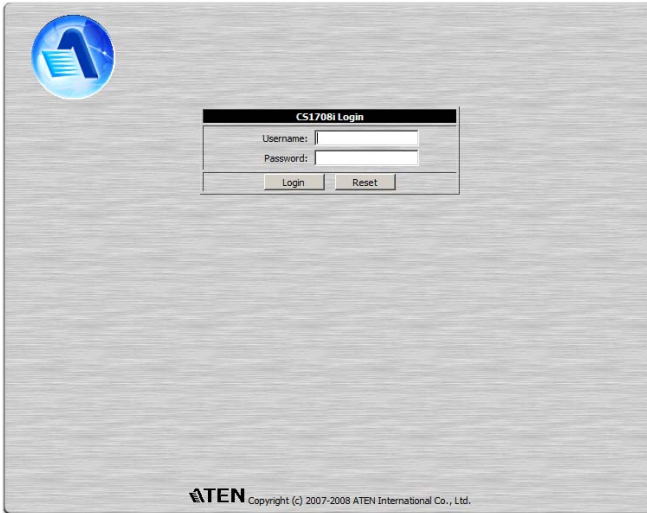 CS1708i Login
Username:
Password:
Login Reset
ATEN Copyright (c) 2007-2008 ATEN International Co., Ltd.